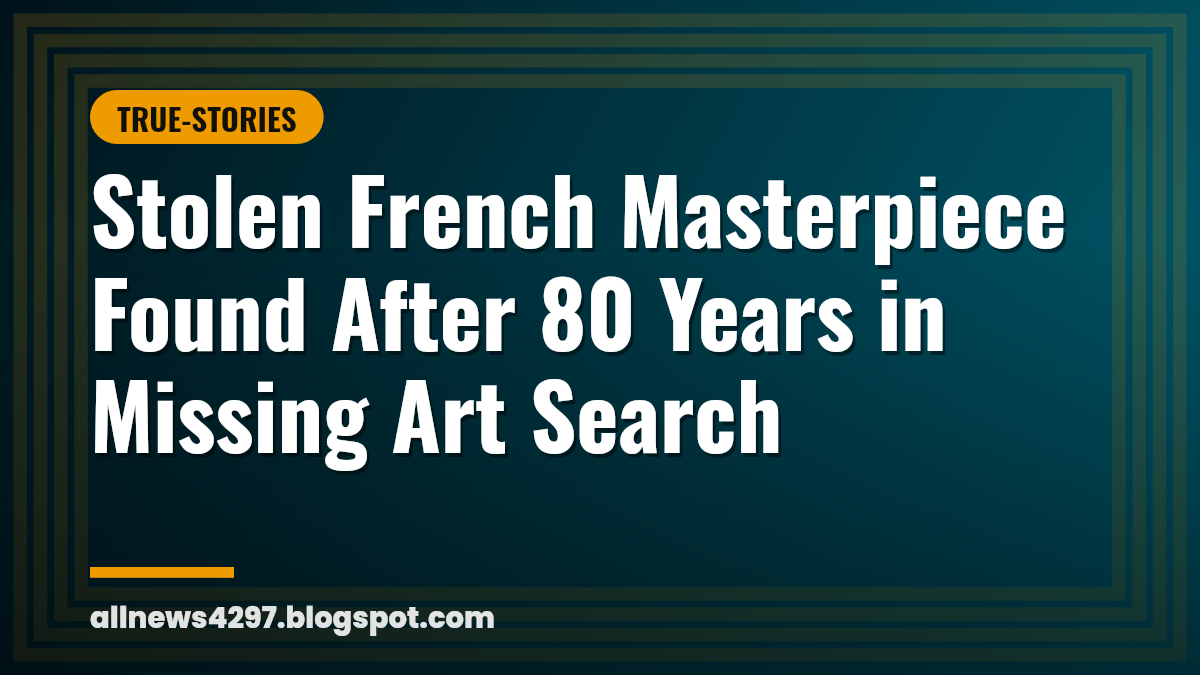 TRUE-STORIES
Stolen French Masterpiece
Found After 80 Years in
Missing Art Search
allnews4297.blogspot.com